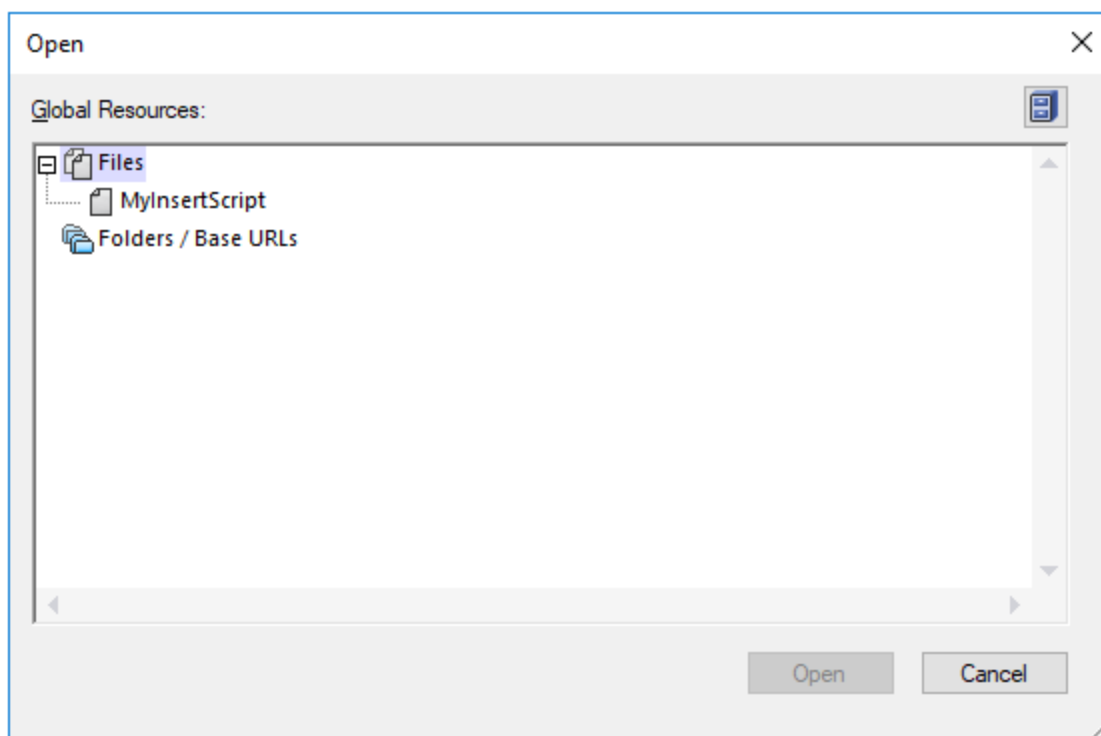 Open
Global Resources:
Files
MyInsertScript
Folders / Base URLs
Open Cancel